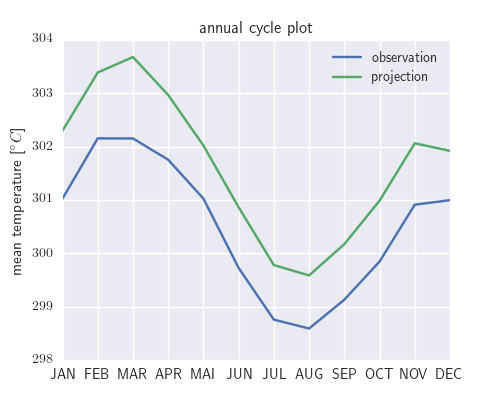 annual cycle plot
304
303
302
301
300
299
298
mean temperature [°C]
observation
projection
JAN FEB MAR APR MAI JUN JUL AUG SEP OCT NOV DEC